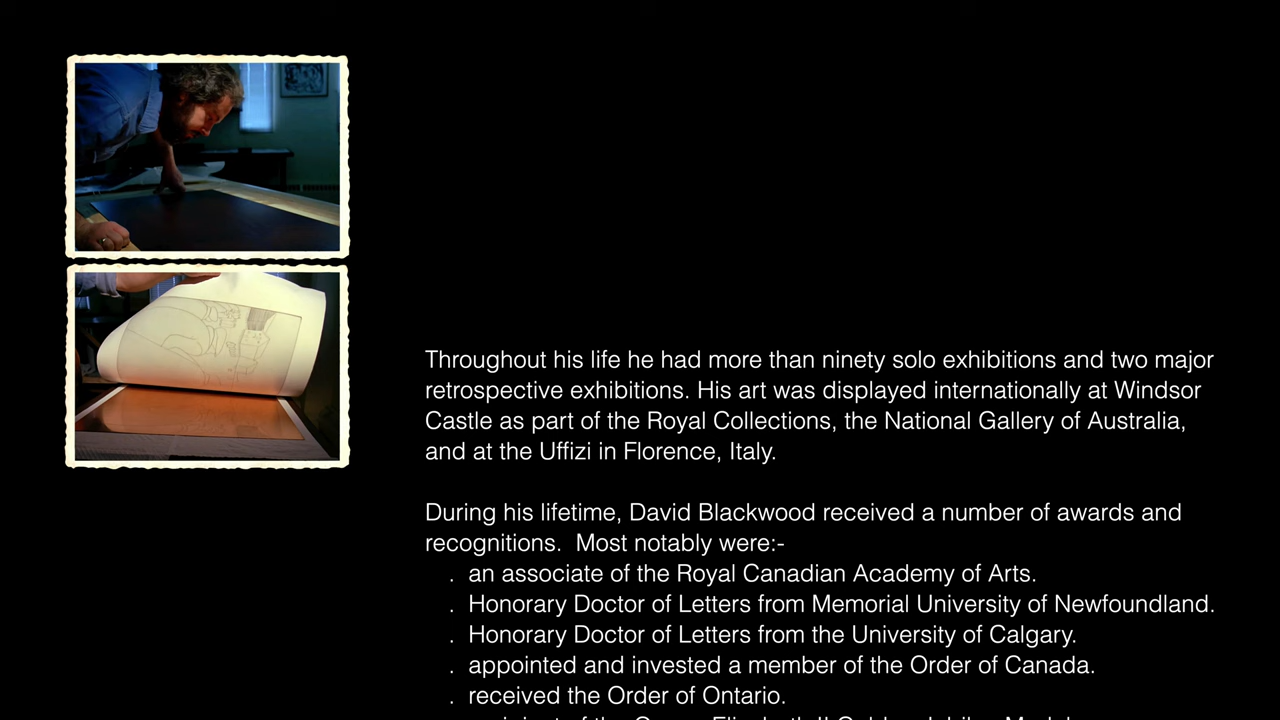 Throughout his life he had more than ninety solo exhibitions and two major
retrospective exhibitions. His art was displayed internationally at Windsor
Castle as part of the Royal Collections, the National Gallery of Australia,
and at the Uffizi in Florence, Italy.
During his lifetime, David Blackwood received a number of awards and
recognitions.  Most notably were:-
. an associate of the Royal Canadian Academy of Arts.
. Honorary Doctor of Letters from Memorial University of Newfoundland.
. Honorary Doctor of Letters from the University of Calgary.
. appointed and invested a member of the Order of Canada.
. received the Order of Ontario.